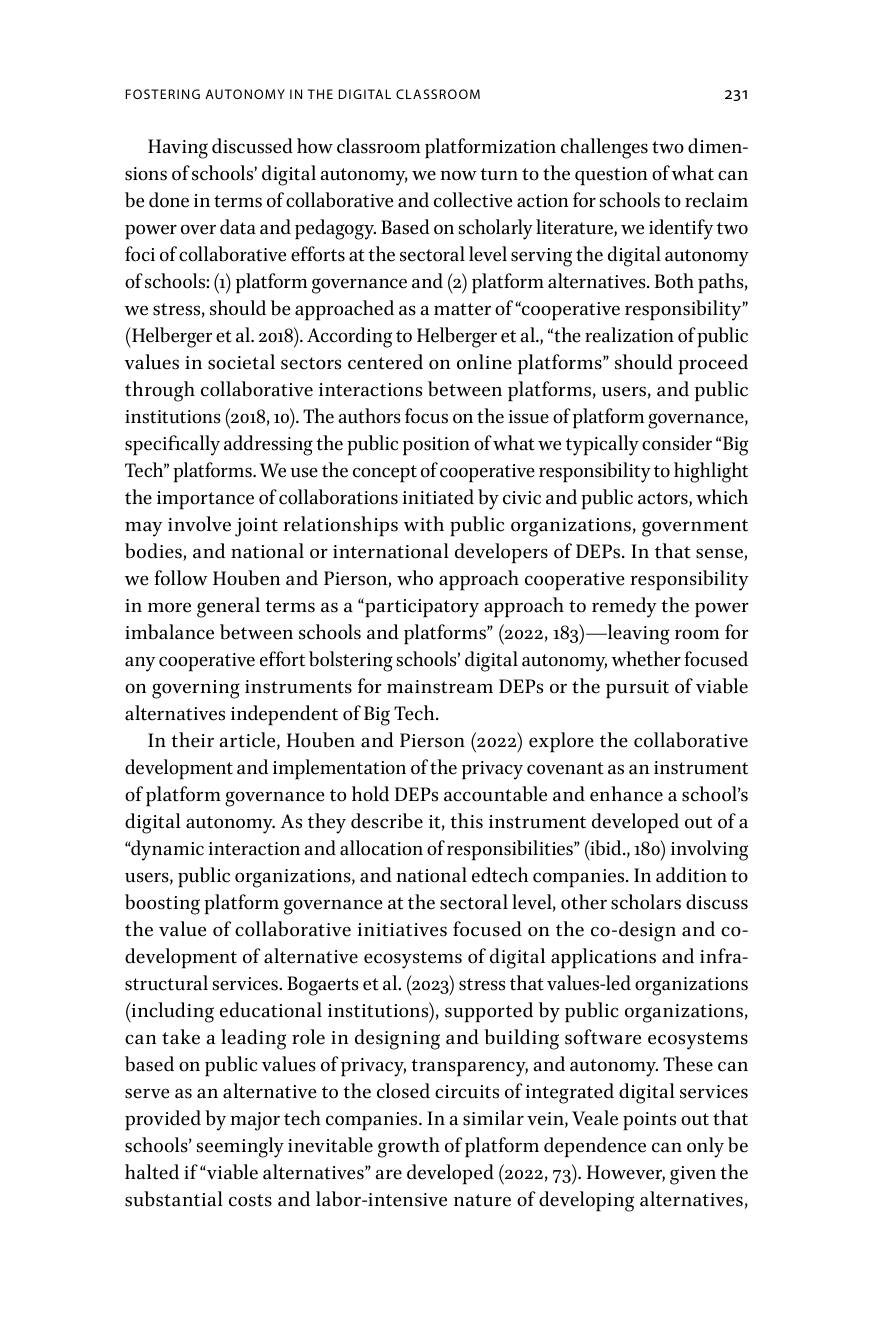 FOSTERING AUTONOMY IN THE DIGITAL CLASSROOM 231
Having discussed how classroom platformization challenges two dimen-
sions of schools’ digital autonomy, we now turn to the question of what can
be done in terms of collaborative and collective action for schools to reclaim
power over data and pedagogy. Based on scholarly literature, we identify two
foci of collaborative efforts at the sectoral level serving the digital autonomy
of schools: (1) platform governance and (2) platform alternatives. Both paths,
we stress, should be approached as a matter of “cooperative responsibility”
(Helberger et al. 2018). According to Helberger et al., “the realization of public
values in societal sectors centered on online platforms” should proceed
through collaborative interactions between platforms, users, and public
institutions (2018, 10). The authors focus on the issue of platform governance,
specifically addressing the public position of what we typically consider “Big
Tech” platforms. We use the concept of cooperative responsibility to highlight
the importance of collaborations initiated by civic and public actors, which
may involve joint relationships with public organizations, government
bodies, and national or international developers of DEPs. In that sense,
we follow Houben and Pierson, who approach cooperative responsibility
in more general terms as a “participatory approach to remedy the power
imbalance between schools and platforms” (2022, 183)—leaving room for
any cooperative effort bolstering schools’ digital autonomy, whether focused
on governing instruments for mainstream DEPs or the pursuit of viable
alternatives independent of Big Tech.
In their article, Houben and Pierson (2022) explore the collaborative
development and implementation of the privacy covenant as an instrument
of platform governance to hold DEPs accountable and enhance a school’s
digital autonomy. As they describe it, this instrument developed out of a
“dynamic interaction and allocation of responsibilities” (ibid., 180) involving
users, public organizations, and national edtech companies. In addition to
boosting platform governance at the sectoral level, other scholars discuss
the value of collaborative initiatives focused on the co-design and co-
development of alternative ecosystems of digital applications and infra-
structural services. Bogaerts et al. (2023) stress that values-led organizations
(including educational institutions), supported by public organizations,
can take a leading role in designing and building software ecosystems
based on public values of privacy, transparency, and autonomy. These can
serve as an alternative to the closed circuits of integrated digital services
provided by major tech companies. In a similar vein, Veale points out that
schools’ seemingly inevitable growth of platform dependence can only be
halted if “viable alternatives” are developed (2022, 73). However, given the
substantial costs and labor-intensive nature of developing alternatives,